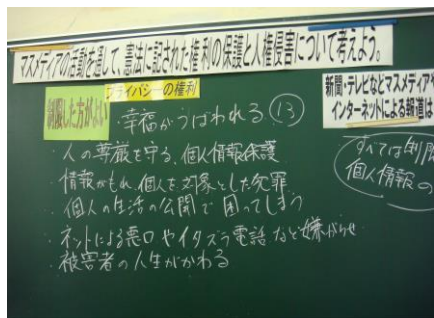 マスメディアの活動を通して、憲法に記された権利の保護と人権侵害について考えよう。
制限した方がよい
プライバシーの権利
新聞・テレビなどマスメディアや
インターネットによる報道は
・幸福がうばわれる ⑬
・人の尊厳を守る、個人情報保護
・情報がもれ、個人を対象とした犯罪
・個人の生活の公開で困ってしまう
・ネットによる悪口やイタズラ電話など嫌がらせ
・被害者の人生がかわる
すべては制限
個人情報の